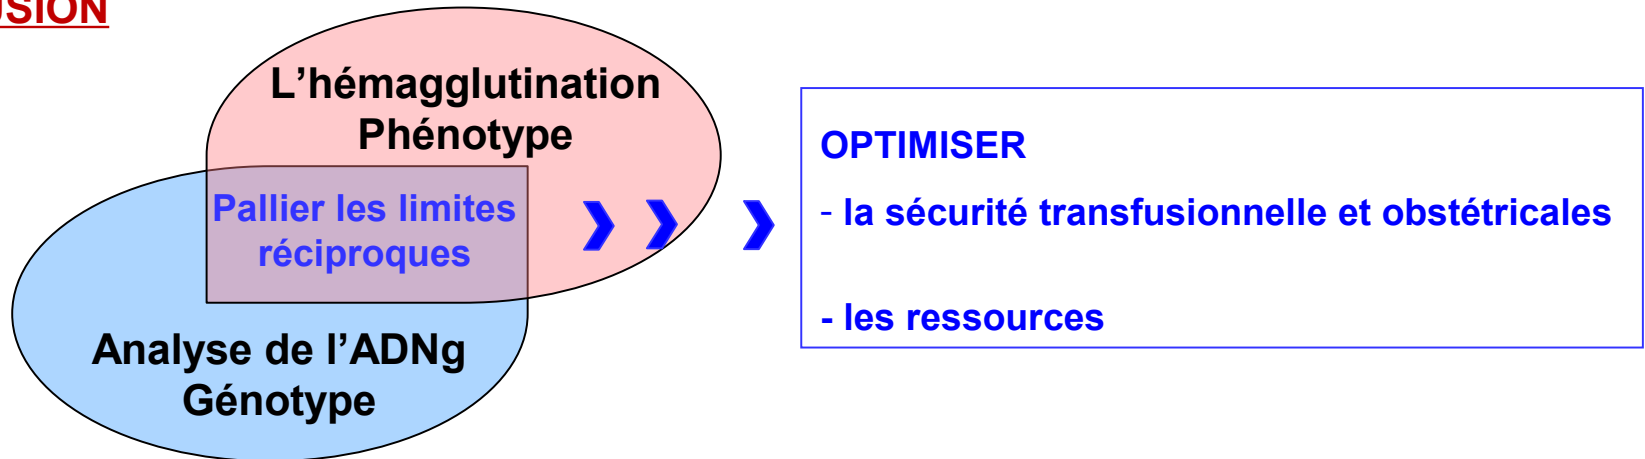 USION
L'hémagglutination
Phénotype
Pallier les limites
réciproques
Analyse de l'ADNg
Génotype
OPTIMISER
- la sécurité transfusionnelle et obstétricales
- les ressources